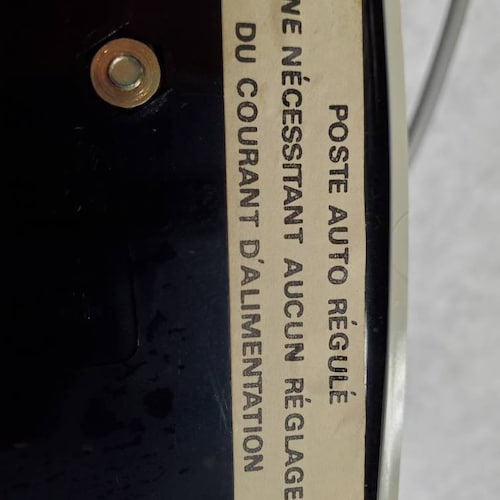 POSTE AUTO RÉGULÉ
NE NÉCESSITANT AUCUN RÉGLAGE
DU COURANT D'ALIMENTATION